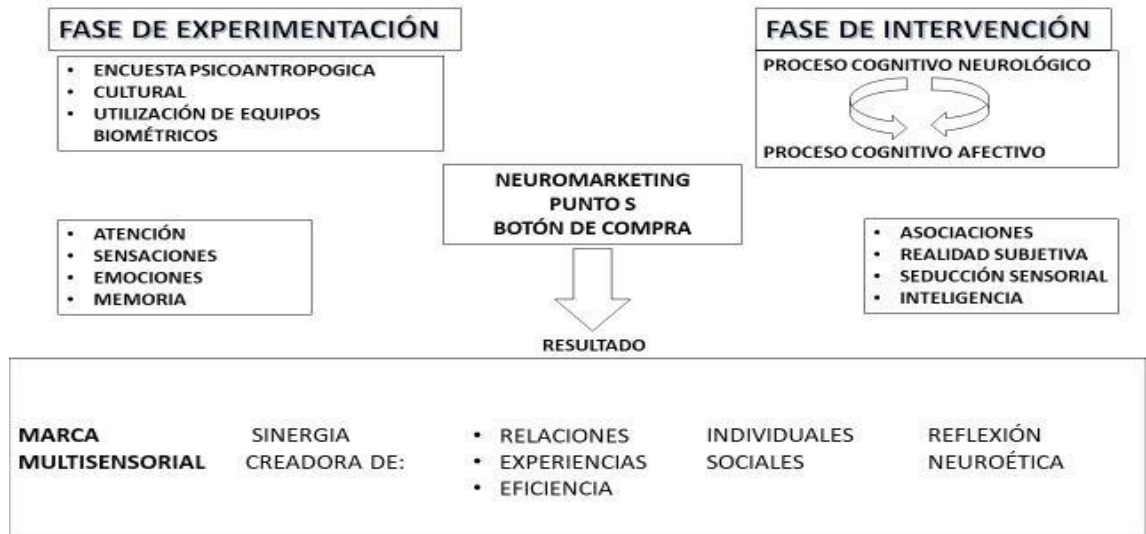 FASE DE EXPERIMENTACIÓN
• ENCUESTA PSICOANTROPOGICA
• CULTURAL
• UTILIZACIÓN DE EQUIPOS
BIOMÉTRICOS
FASE DE INTERVENCIÓN
PROCESO COGNITIVO NEUROLÓGICO
PROCESO COGNITIVO AFECTIVO
NEUROMARKETING
PUNTO S
BOTÓN DE COMPRA
• ATENCIÓN
• SENSACIONES
• EMOCIONES
• MEMORIA
• ASOCIACIONES
• REALIDAD SUBJETIVA
• SEDUCCIÓN SENSORIAL
• INTELIGENCIA
RESULTADO
MARCA
MULTISENSORIAL
SINERGIA
CREADORA DE:
• RELACIONES
• EXPERIENCIAS
• EFICIENCIA
INDIVIDUALES
SOCIALES
REFLEXIÓN
NEUROÉTICA